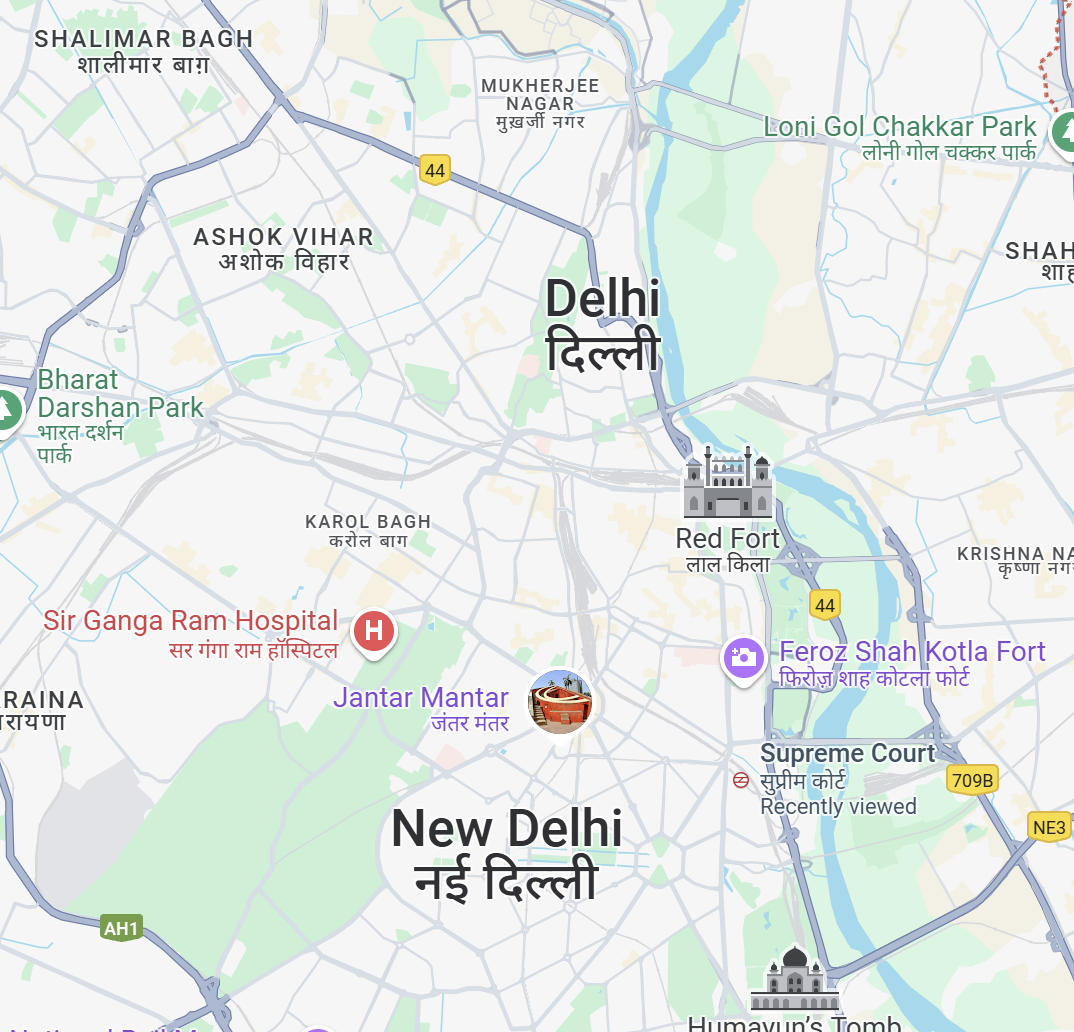 SHALIMAR BAGH
शालीमार बाग़
MUKHERJEE
NAGAR
मुखर्जी नगर
Loni Gol Chakkar Park
लोनी गोल चक्कर पार्क
44
ASHOK VIHAR
अशोक विहार
SHAH
शाह
Delhi
दिल्ली
Bharat
Darshan Park
भारत दर्शन
पार्क
KAROL BAGH
करोल बाग
Red Fort
लाल किला
KRISHNA NA
कृष्णा नगर
44
Sir Ganga Ram Hospital
सर गंगा राम हॉस्पिटल
H
Feroz Shah Kotla Fort
फिरोज़ शाह कोटला फोर्ट
RAINA
ारायणा
Jantar Mantar
जंतर मंतर
Supreme Court
सुप्रीम कोर्ट
Recently viewed
709B
New Delhi
नई दिल्ली
NE3
AH1
Humayun's Tomb